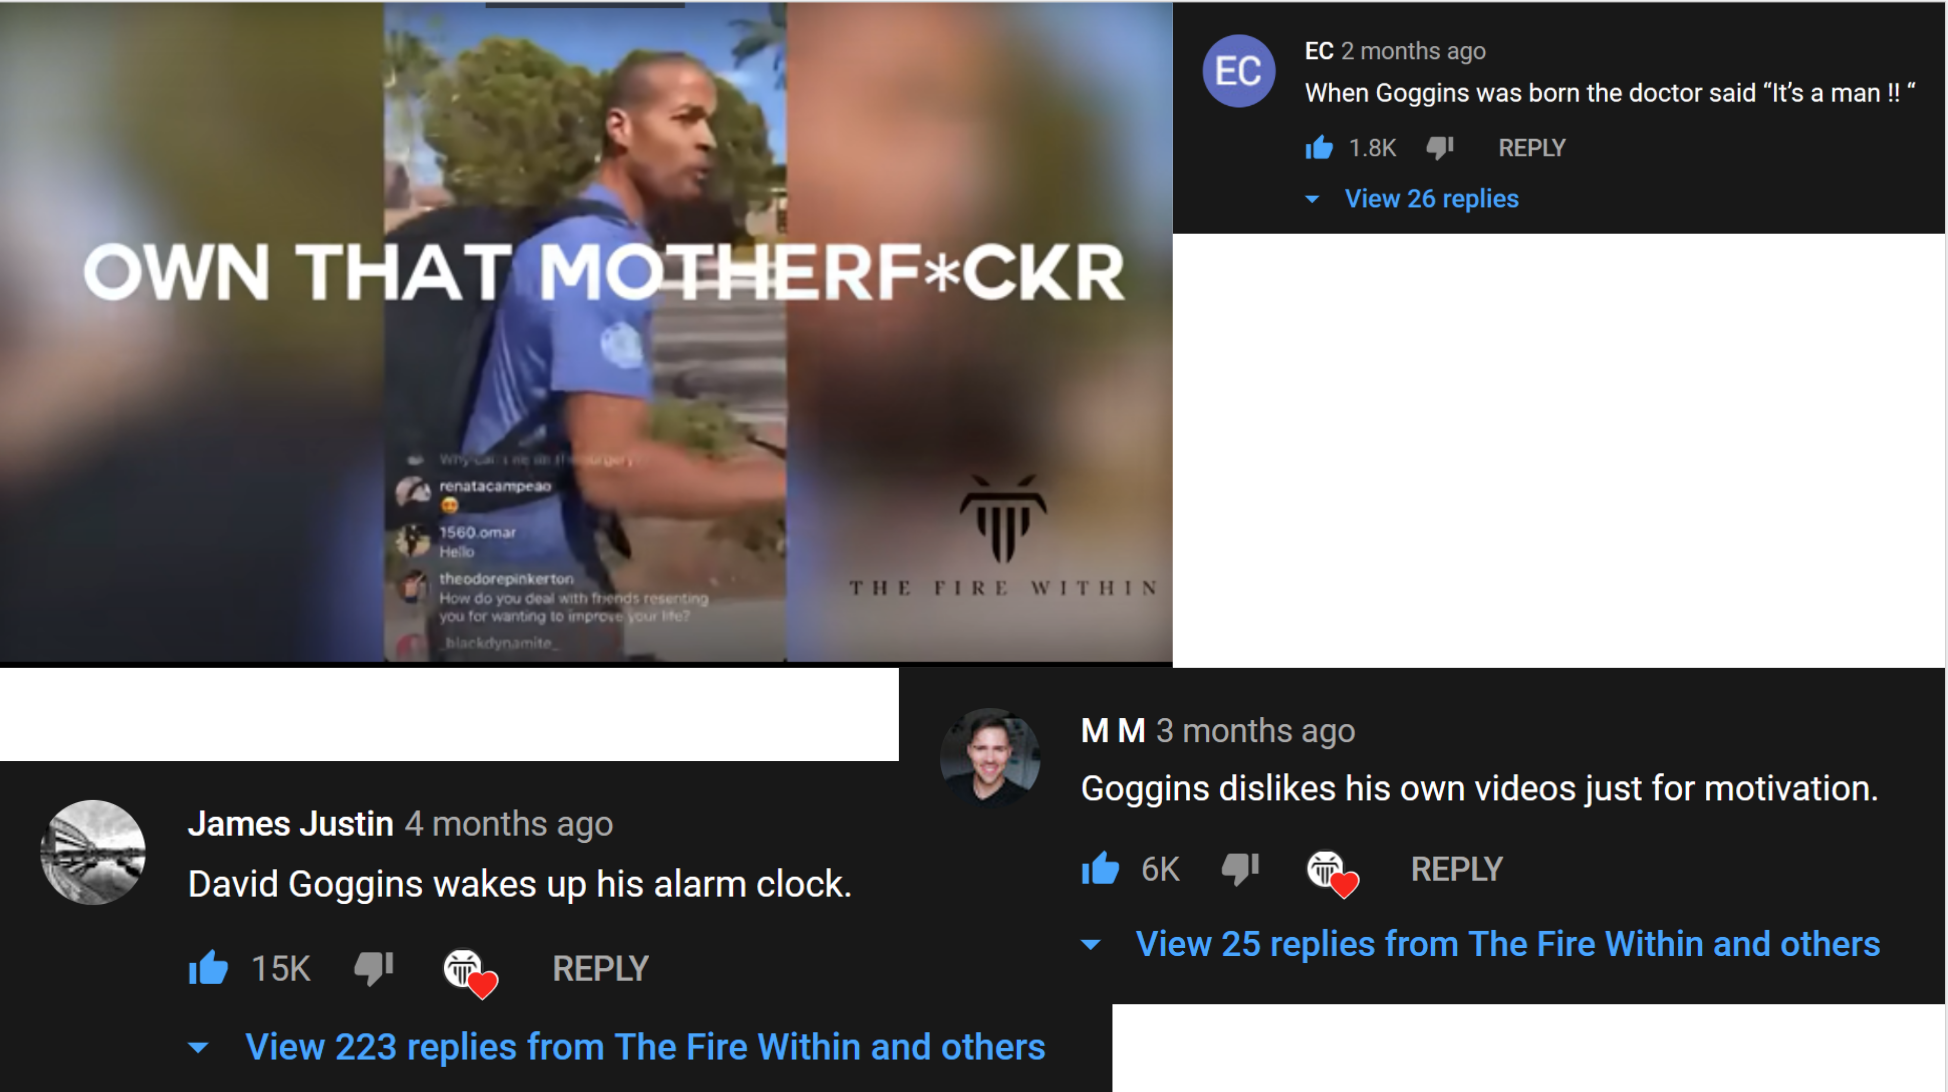 OWN THAT MOTHERF*CKR
renatacampeao
1560.omar
Hello
theodorepinkerton
How do you deal with friends resenting
you for wanting to improve your life?
_blackdynamite_
THE FIRE WITHIN
EC
EC 2 months ago
When Goggins was born the doctor said “It’s a man !! “
1.8K REPLY
View 26 replies
M M 3 months ago
Goggins dislikes his own videos just for motivation.
6K REPLY
View 25 replies from The Fire Within and others
James Justin 4 months ago
David Goggins wakes up his alarm clock.
15K REPLY
View 223 replies from The Fire Within and others